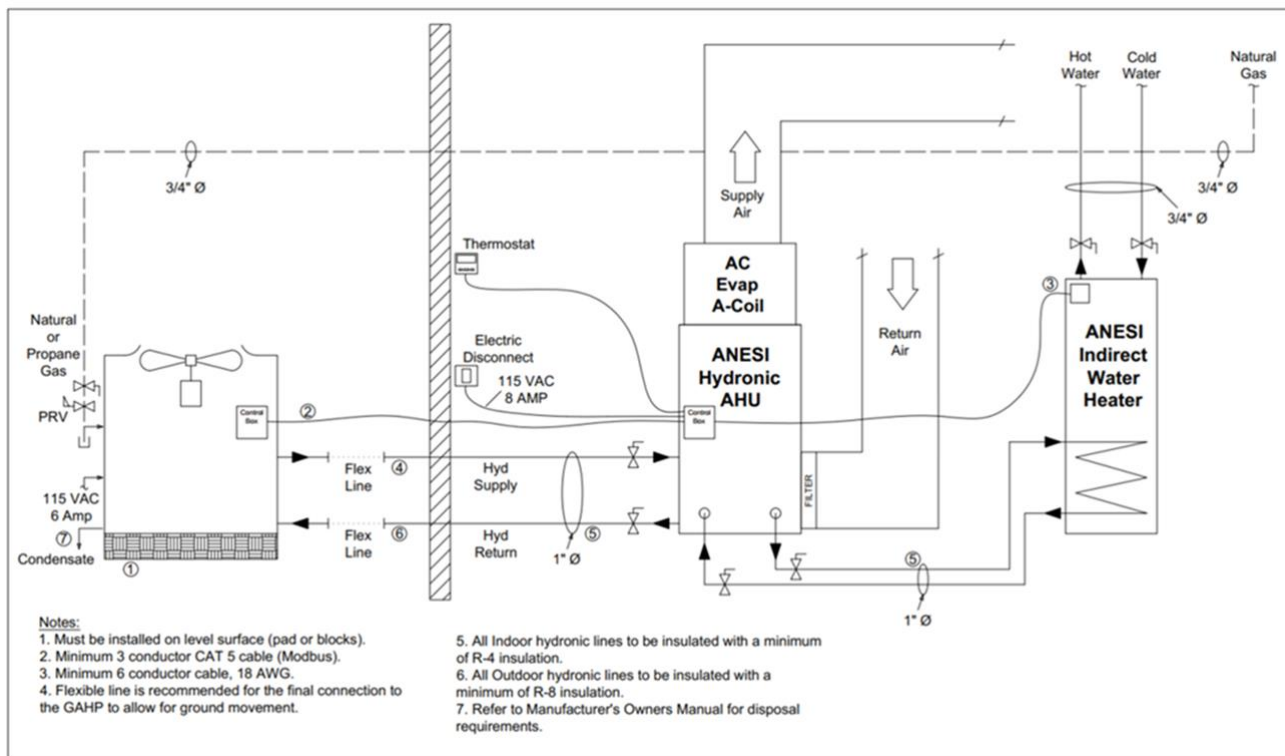 Hot
Water
Cold
Water
Natural
Gas
3/4" Ø
3/4" Ø
3/4" Ø
Supply
Air
Thermostat
AC
Evap
A-Coil
③
Natural
or
Propane
Gas
Electric
Disconnect
115 VAC
8 AMP
Return
Air
ANESI
Hydronic
AHU
ANESI
Indirect
Water
Heater
PRV
Control
Box
②
Control
Box
Flex
Line
④
Hyd
Supply
FILTER
115 VAC
6 Amp
⑦
Condensate
①
Flex
Line
⑥
Hyd
Return
⑤
1" Ø
⑤
1" Ø
Notes:
1. Must be installed on level surface (pad or blocks).
2. Minimum 3 conductor CAT 5 cable (Modbus).
3. Minimum 6 conductor cable, 18 AWG.
4. Flexible line is recommended for the final connection to
the GAHP to allow for ground movement.
5. All Indoor hydronic lines to be insulated with a minimum
of R-4 insulation.
6. All Outdoor hydronic lines to be insulated with a
minimum of R-8 insulation.
7. Refer to Manufacturer's Owners Manual for disposal
requirements.